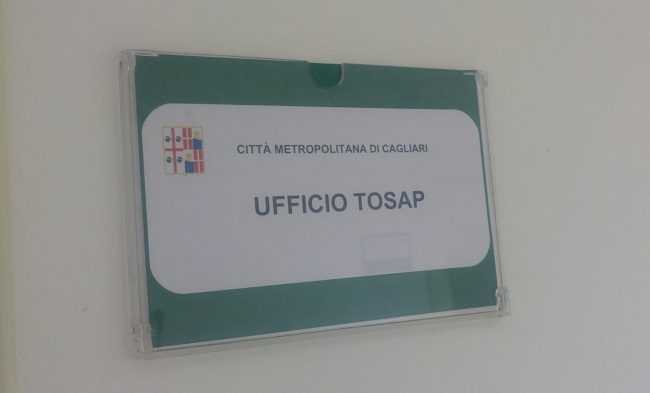 CITTÀ METROPOLITANA DI CAGLIARI
UFFICIO TOSAP